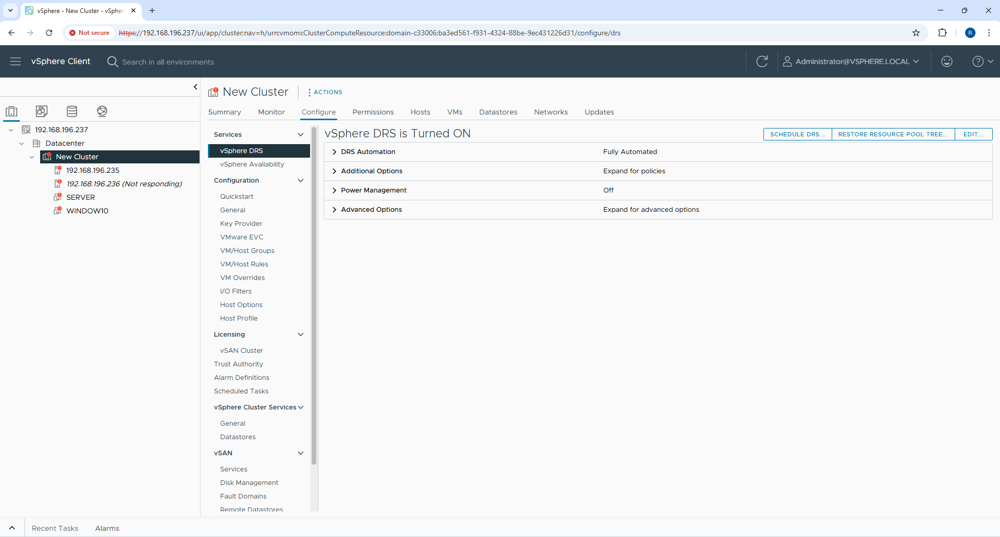 vSphere - New Cluster - vSpher
Not secure
https://192.168.196.237/ui/app/cluster;nav=h/urn:vmomi:ClusterComputeResource:domain-c33006:ba3ed561-f931-4324-88be-9ec431226d31/configure/drs
R
vSphere Client
Search in all environments
Administrator@VSPHERE.LOCAL
New Cluster
ACTIONS
Summary
Monitor
Configure
Permissions
Hosts
VMs
Datastores
Networks
Updates
192.168.196.237
Datacenter
New Cluster
192.168.196.235
192.168.196.236 (Not responding)
SERVER
WINDOW10
Services
vSphere DRS
vSphere Availability
Configuration
Quickstart
General
Key Provider
VMware EVC
VM/Host Groups
VM/Host Rules
VM Overrides
I/O Filters
Host Options
Host Profile
Licensing
vSAN Cluster
Trust Authority
Alarm Definitions
Scheduled Tasks
vSphere Cluster Services
General
Datastores
vSAN
Services
Disk Management
Fault Domains
Remote Datastores
vSphere DRS is Turned ON
SCHEDULE DRS...
RESTORE RESOURCE POOL TREE...
EDIT...
DRS Automation
Fully Automated
Additional Options
Expand for policies
Power Management
Off
Advanced Options
Expand for advanced options
Recent Tasks
Alarms